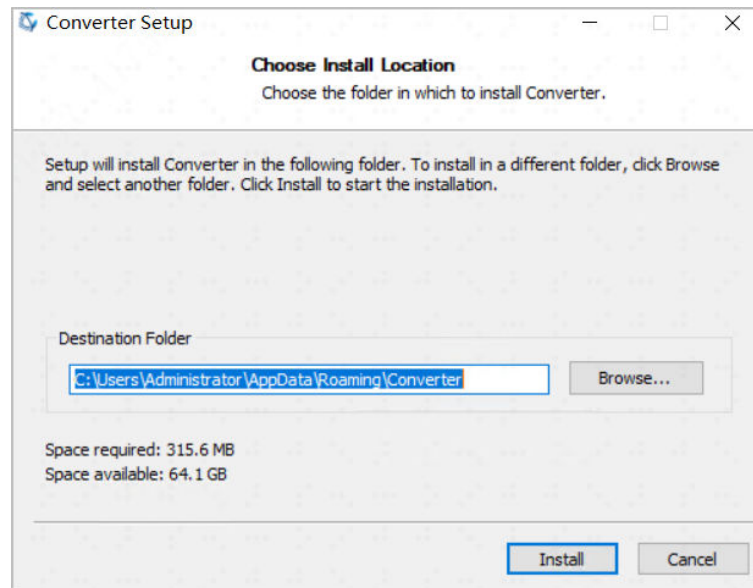 Converter Setup
Choose Install Location
Choose the folder in which to install Converter.
Setup will install Converter in the following folder. To install in a different folder, click Browse
and select another folder. Click Install to start the installation.
Destination Folder
C:\Users\Administrator\AppData\Roaming\Converter
Browse...
Space required: 315.6 MB
Space available: 64.1 GB
Install
Cancel